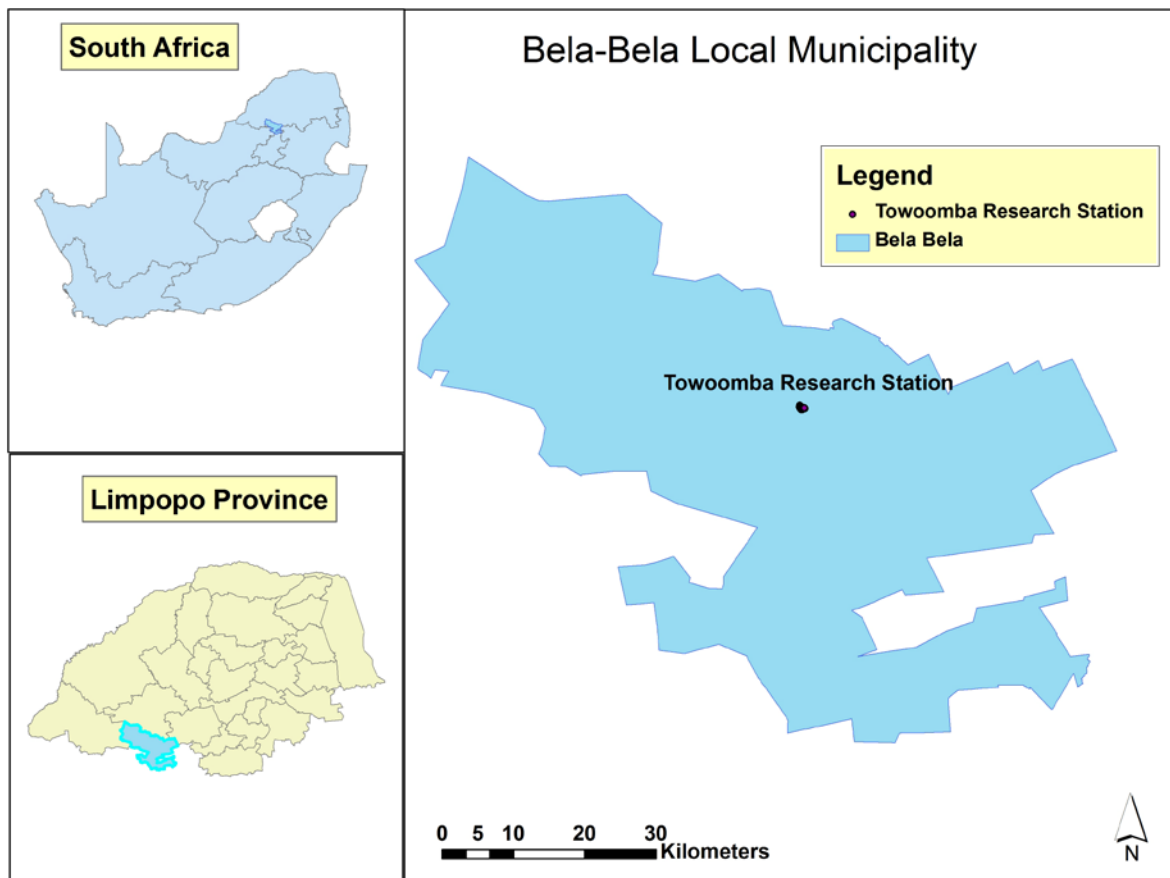 South Africa
Limpopo Province
Bela-Bela Local Municipality
Legend
Towoomba Research Station
Bela Bela
Towoomba Research Station
0 5 10 20 30
Kilometers
N